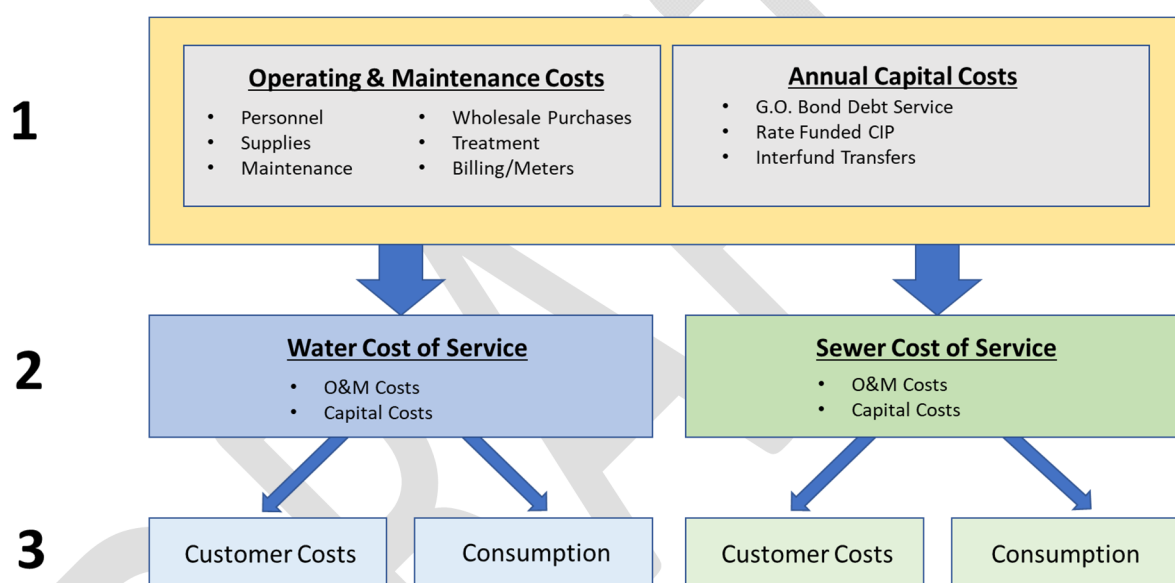 1
Operating & Maintenance Costs
• Personnel
• Supplies
• Maintenance
• Wholesale Purchases
• Treatment
• Billing/Meters
Annual Capital Costs
• G.O. Bond Debt Service
• Rate Funded CIP
• Interfund Transfers
2
Water Cost of Service
• O&M Costs
• Capital Costs
Sewer Cost of Service
• O&M Costs
• Capital Costs
3
Customer Costs
Consumption
Customer Costs
Consumption